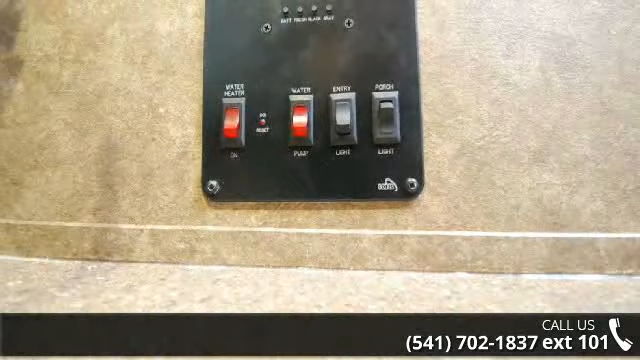 BATT FRESH BLACK GRAY
WATER HEATER
WATER
ENTRY
PORCH
RESET
ON
PUMP
LIGHT
LIGHT
CALL US
(541) 702-1837 ext 101